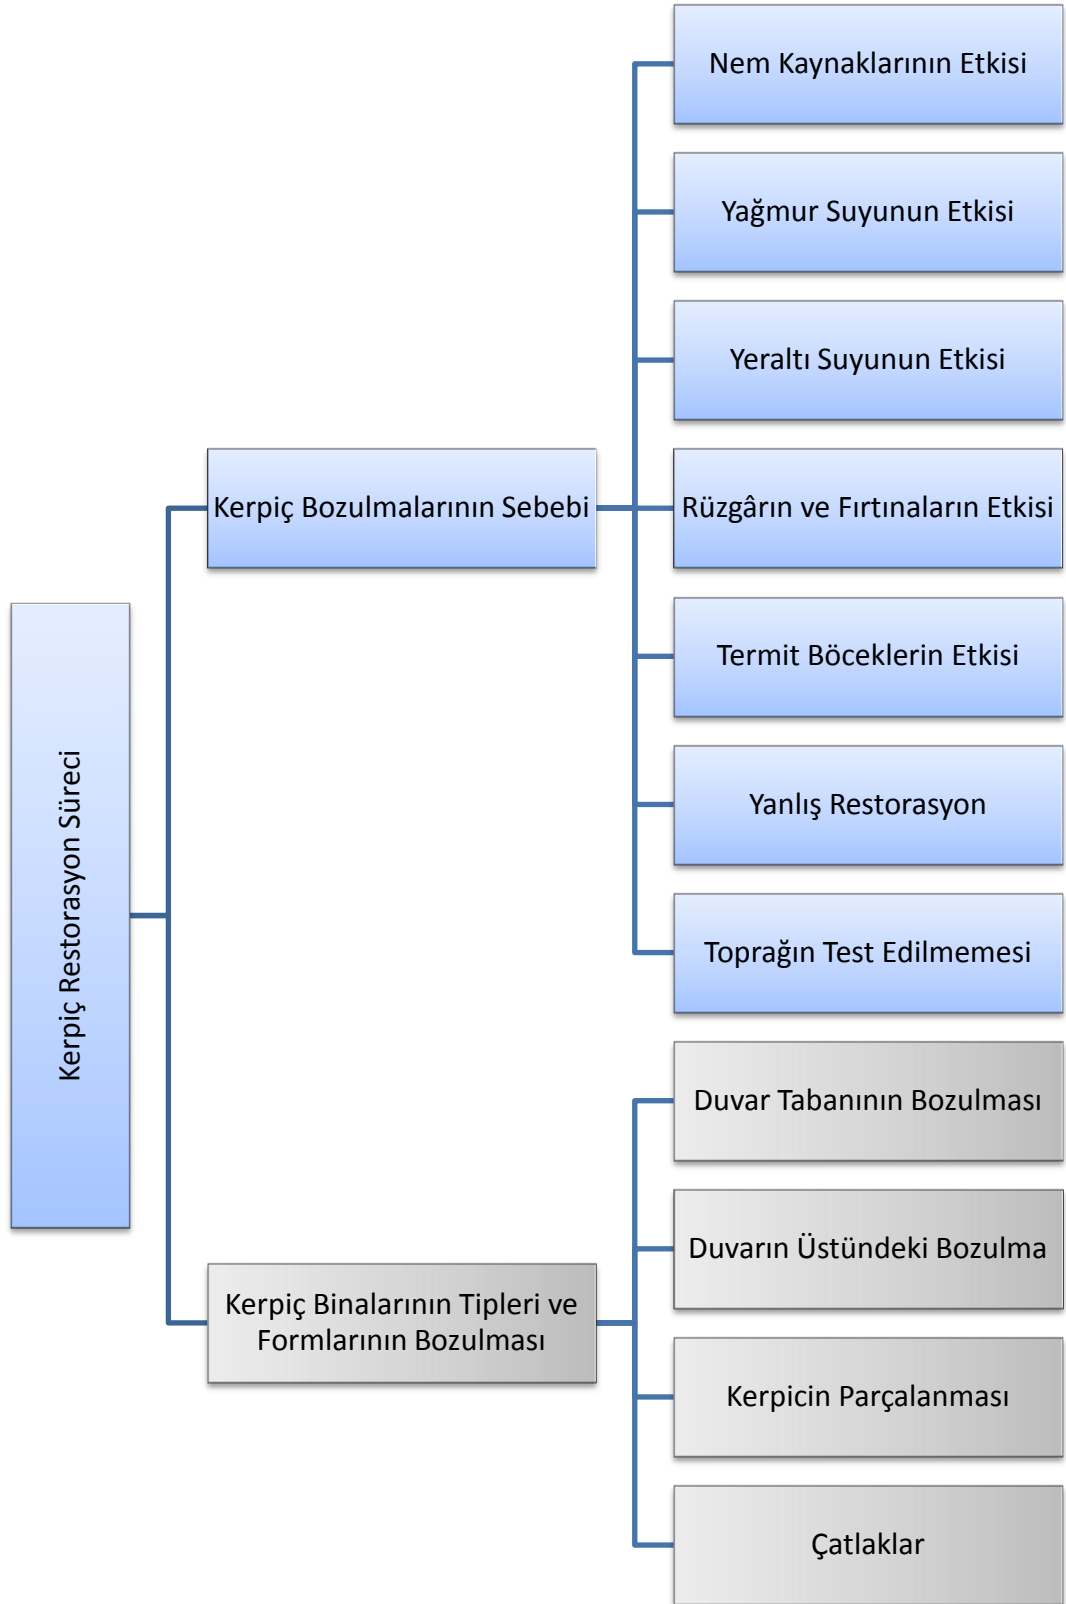 Kerpiç Restorasyon Süreci
Kerpiç Bozulmalarının Sebebi
Nem Kaynaklarının Etkisi
Yağmur Suyunun Etkisi
Yeraltı Suyunun Etkisi
Rüzgârın ve Fırtınaların Etkisi
Termit Böceklerin Etkisi
Yanlış Restorasyon
Toprağın Test Edilmemesi
Kerpiç Binalarının Tipleri ve
Formlarının Bozulması
Duvar Tabanının Bozulması
Duvarın Üstündeki Bozulma
Kerpicin Parçalanması
Çatlaklar